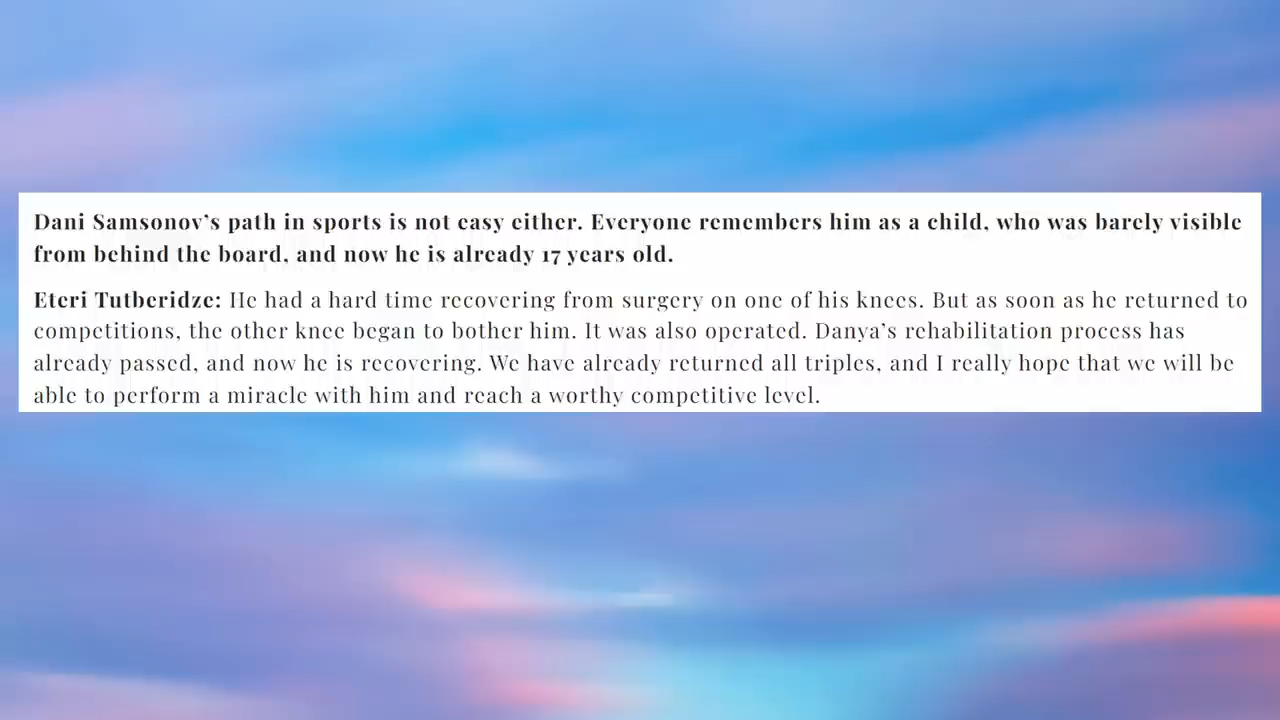 Dani Samsonov’s path in sports is not easy either. Everyone remembers him as a child, who was barely visible
from behind the board, and now he is already 17 years old.
Eteri Tutberidze: He had a hard time recovering from surgery on one of his knees. But as soon as he returned to
competitions, the other knee began to bother him. It was also operated. Danya’s rehabilitation process has
already passed, and now he is recovering. We have already returned all triples, and I really hope that we will be
able to perform a miracle with him and reach a worthy competitive level.